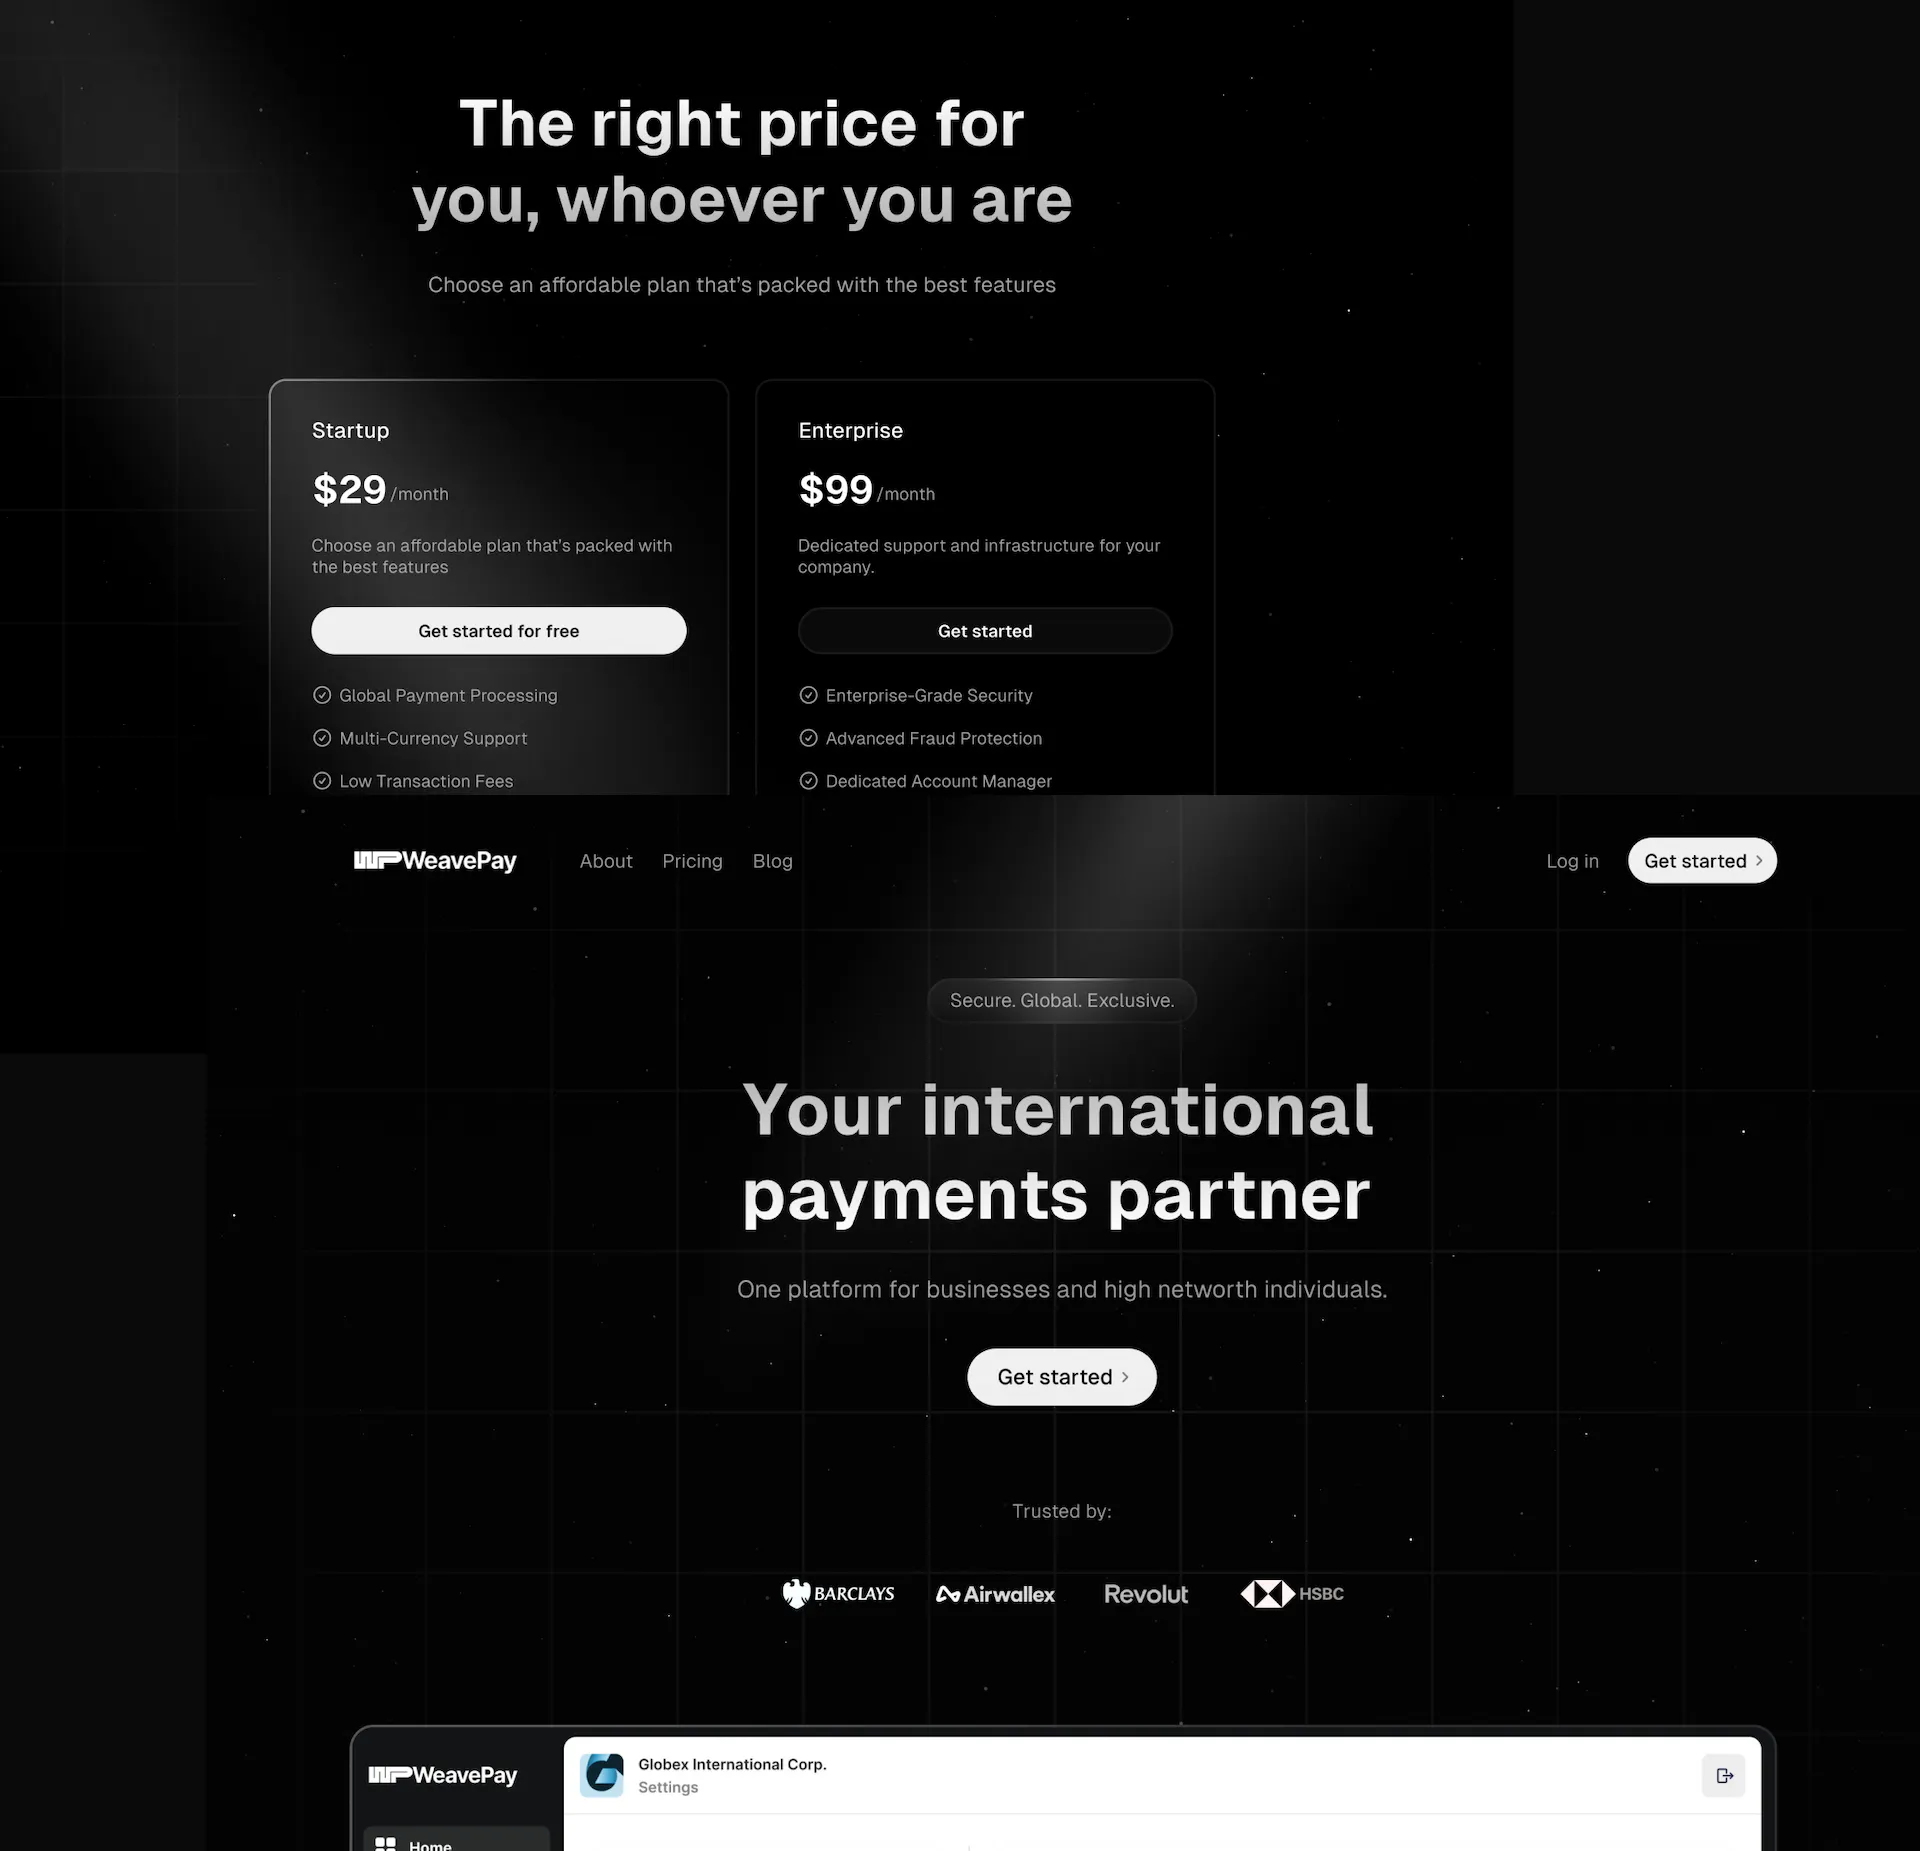 The right price for
you, whoever you are
Choose an affordable plan that's packed with the best features
Startup
$29 /month
Choose an affordable plan that's packed with
the best features
Get started for free
Global Payment Processing
Multi-Currency Support
Low Transaction Fees
Enterprise
$99 /month
Dedicated support and infrastructure for your
company.
Get started
Enterprise-Grade Security
Advanced Fraud Protection
Dedicated Account Manager
WP WeavePay About Pricing Blog Log in Get started
Secure. Global. Exclusive.
Your international
payments partner
One platform for businesses and high networth individuals.
Get started
Trusted by:
BARCLAYS Airwallex Revolut HSBC
WP WeavePay
Globex International Corp.
Settings
Home